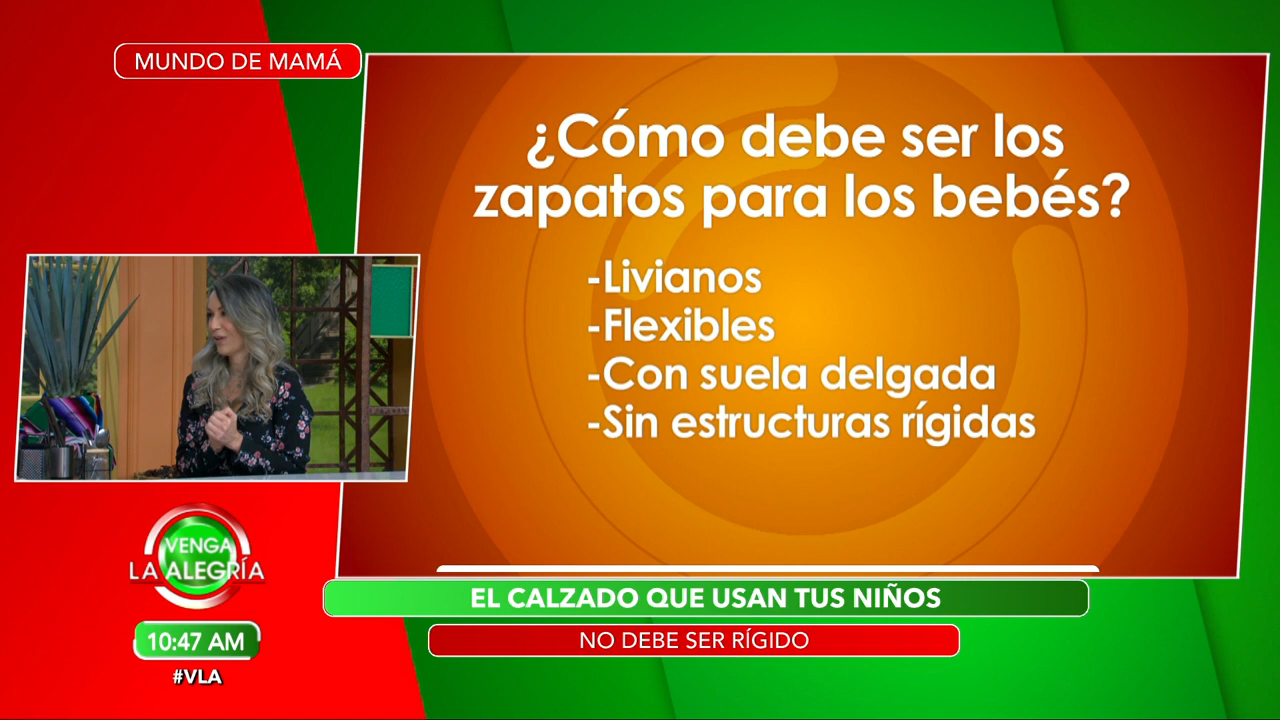 MUNDO DE MAMÁ
¿Cómo debe ser los
zapatos para los bebés?
-Livianos
-Flexibles
-Con suela delgada
-Sin estructuras rígidas
VENGA
LA ALEGRÍA
EL CALZADO QUE USAN TUS NIÑOS
NO DEBE SER RÍGIDO
10:47 AM
#VLA